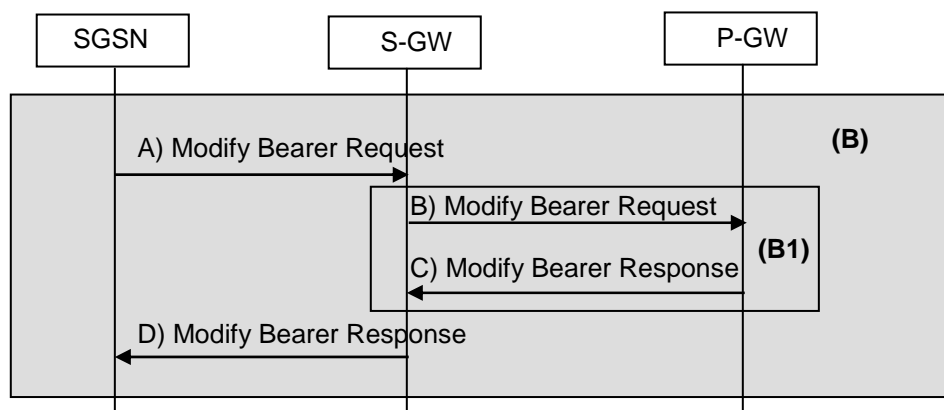 SGSN
S-GW
P-GW
(B)
A) Modify Bearer Request
B) Modify Bearer Request
(B1)
C) Modify Bearer Response
D) Modify Bearer Response